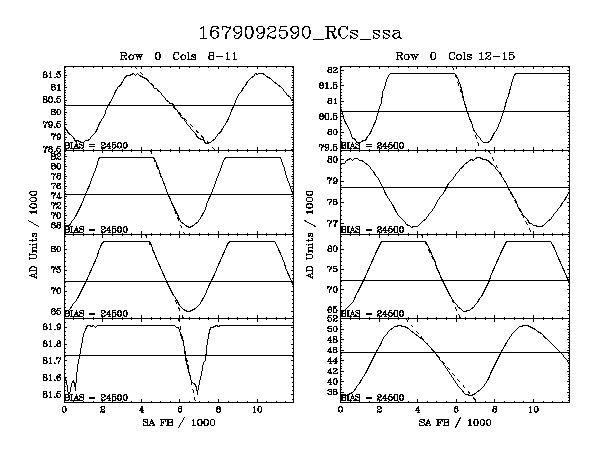 1679092590_RCs_ssa
Row 0 Cols 8-11
Row 0 Cols 12-15
81.5
81
80.5
80
79.5
79
78.5
BIAS = 24500
82
81.5
81
80.5
80
79.5
BIAS = 24500
82
80
78
76
74
72
70
68
BIAS = 24500
80
79
78
77
BIAS = 24500
80
75
70
65
BIAS = 24500
80
75
70
65
BIAS = 24500
81.9
81.8
81.7
81.6
81.5
BIAS = 24500
52
50
48
46
44
42
40
38
BIAS = 24500
AD Units / 1000
AD Units / 1000
0 2 4 6 8 10
0 2 4 6 8 10
SA FB / 1000
SA FB / 1000